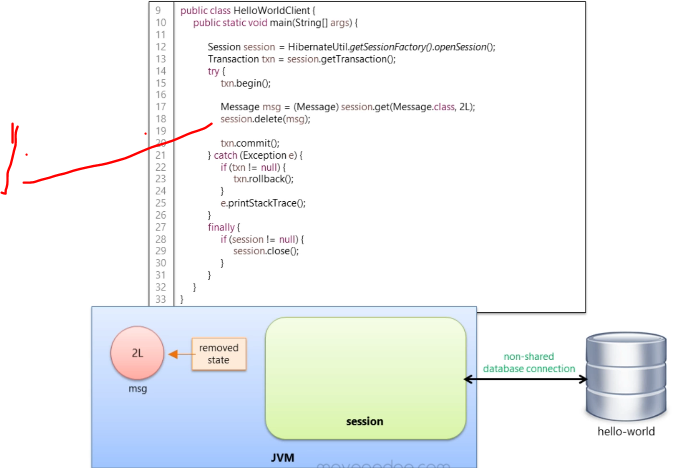 9 public class HelloWorldClient {
10 public static void main(String[] args) {
11
12 Session session = HibernateUtil.getSessionFactory().openSession();
13 Transaction txn = session.getTransaction();
14 try {
15 txn.begin();
16
17 Message msg = (Message) session.get(Message.class, 2L);
18 session.delete(msg);
19
20 txn.commit();
21 } catch (Exception e) {
22 if (txn != null) {
23 txn.rollback();
24 }
25 e.printStackTrace();
26 }
27 finally {
28 if (session != null) {
29 session.close();
30 }
31 }
32 }
33 }
2L
removed
state
msg
session
JVM
non-shared
database connection
hello-world